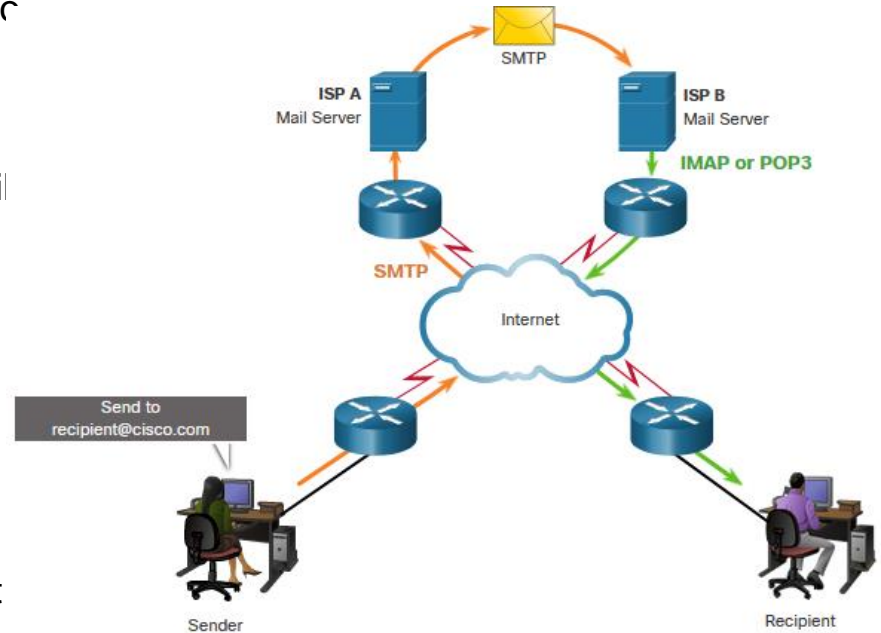 SMTP
ISP A
Mail Server
ISP B
Mail Server
IMAP or POP3
SMTP
Internet
Send to
recipient@cisco.com
Sender
Recipient